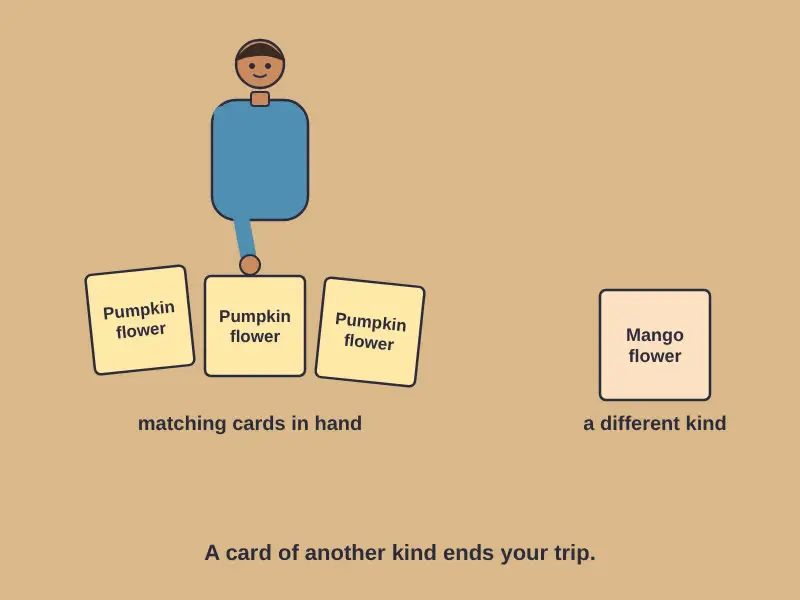 Pumpkin
flower
Pumpkin
flower
Pumpkin
flower
Mango
flower
matching cards in hand
a different kind
A card of another kind ends your trip.